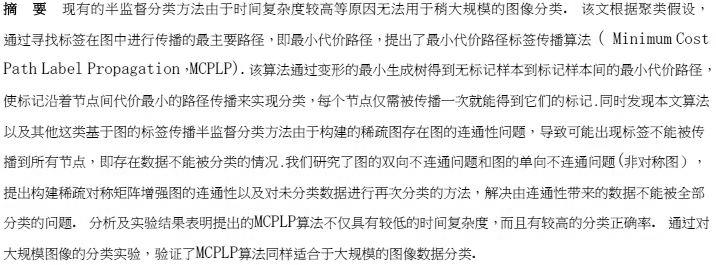 摘 要 现有的半监督分类方法由于时间复杂度较高等原因无法用于稍大规模的图像分类. 该文根据聚类假设,
通过寻找标签在图中进行传播的最主要路径,即最小代价路径,提出了最小代价路径标签传播算法( Minimum Cost
Path Label Propagation,MCPLP).该算法通过变形的最小生成树得到无标记样本到标记样本间的最小代价路径,
使标记沿着节点间代价最小的路径传播来实现分类,每个节点仅需被传播一次就能得到它们的标记.同时发现本文算法
以及其他这类基于图的标签传播半监督分类方法由于构建的稀疏图存在图的连通性问题,导致可能出现标签不能被传
播到所有节点,即存在数据不能被分类的情况.我们研究了图的双向不连通问题和图的单向不连通问题(非对称图),
提出构建稀疏对称矩阵增强图的连通性以及对未分类数据进行再次分类的方法,解决由连通性带来的数据不能被全部
分类的问题. 分析及实验结果表明提出的MCPLP算法不仅具有较低的时间复杂度,而且有较高的分类正确率. 通过对
大规模图像的分类实验,验证了MCPLP算法同样适合于大规模的图像数据分类.